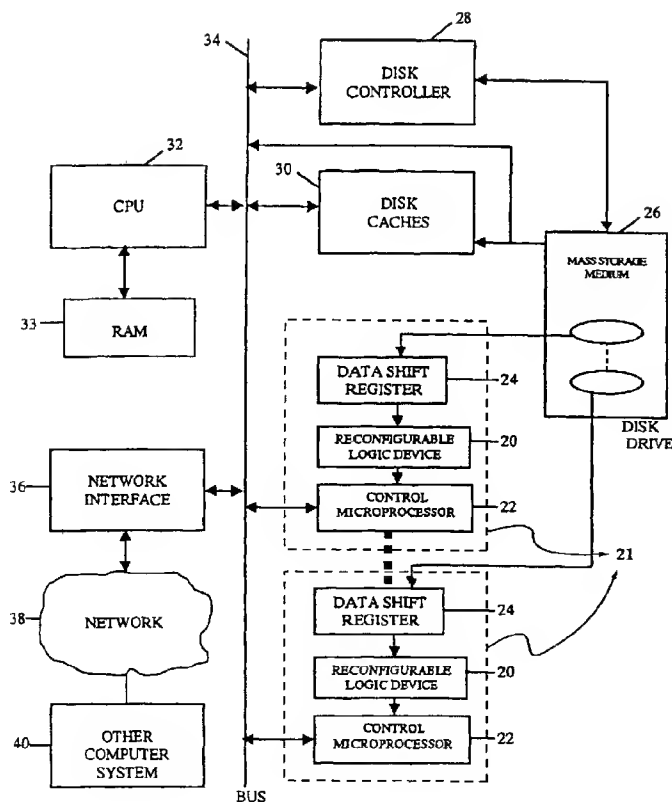 28
34
DISK
CONTROLLER
32
CPU
30
DISK
CACHES
26
MASS STORAGE
MEDIUM
33
RAM
DATA SHIFT
REGISTER
24
DISK
DRIVE
RECONFIGURABLE
LOGIC DEVICE
20
36
NETWORK
INTERFACE
CONTROL
MICROPROCESSOR
22
21
38
NETWORK
DATA SHIFT
REGISTER
24
RECONFIGURABLE
LOGIC DEVICE
20
40
OTHER
COMPUTER
SYSTEM
CONTROL
MICROPROCESSOR
22
BUS